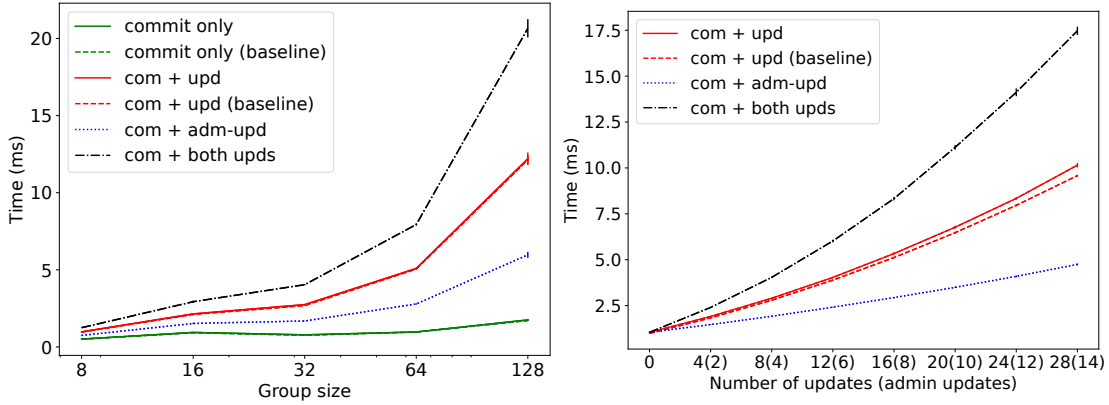 commit only
commit only (baseline)
com + upd
com + upd (baseline)
com + adm-upd
com + both upds
Time (ms)
20
15
10
5
0
8 16 32 64 128
Group size
com + upd
com + upd (baseline)
com + adm-upd
com + both upds
Time (ms)
17.5
15.0
12.5
10.0
7.5
5.0
2.5
0 4(2) 8(4) 12(6) 16(8) 20(10) 24(12) 28(14)
Number of updates (admin updates)